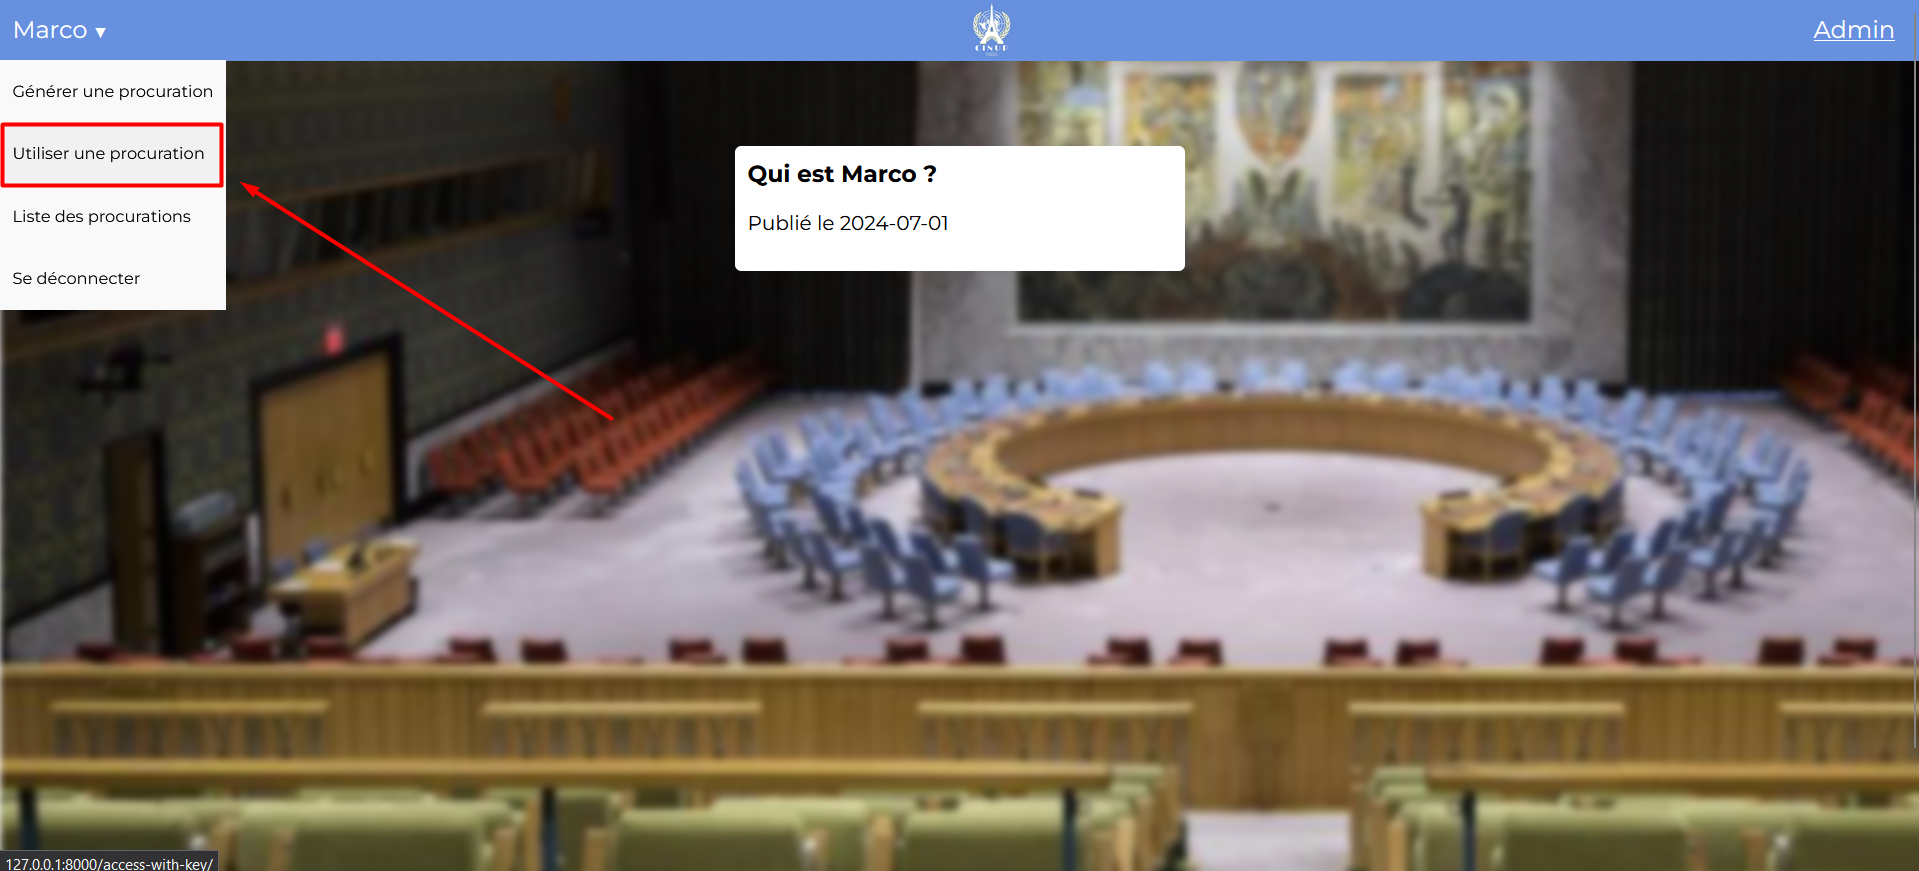 Marco ▾
CINUP
Admin
Générer une procuration
Utiliser une procuration
Liste des procurations
Se déconnecter
Qui est Marco ?
Publié le 2024-07-01
127.0.0.1:8000/access-with-key/